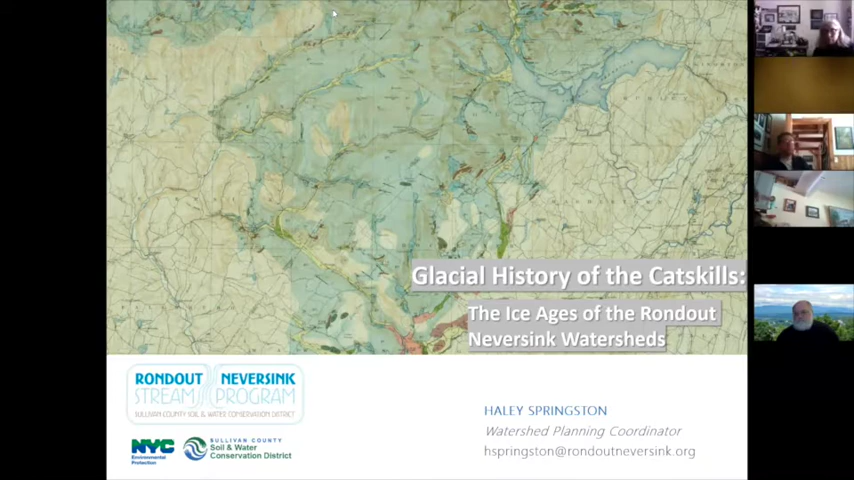 Glacial History of the Catskills:
The Ice Ages of the Rondout
Neversink Watersheds
RONDOUT NEVERSINK
STREAM PROGRAM
SULLIVAN COUNTY SOIL & WATER CONSERVATION DISTRICT
NYC
Environmental
Protection
SULLIVAN COUNTY
Soil & Water
Conservation District
HALEY SPRINGSTON
Watershed Planning Coordinator
hspringston@rondoutneversink.org